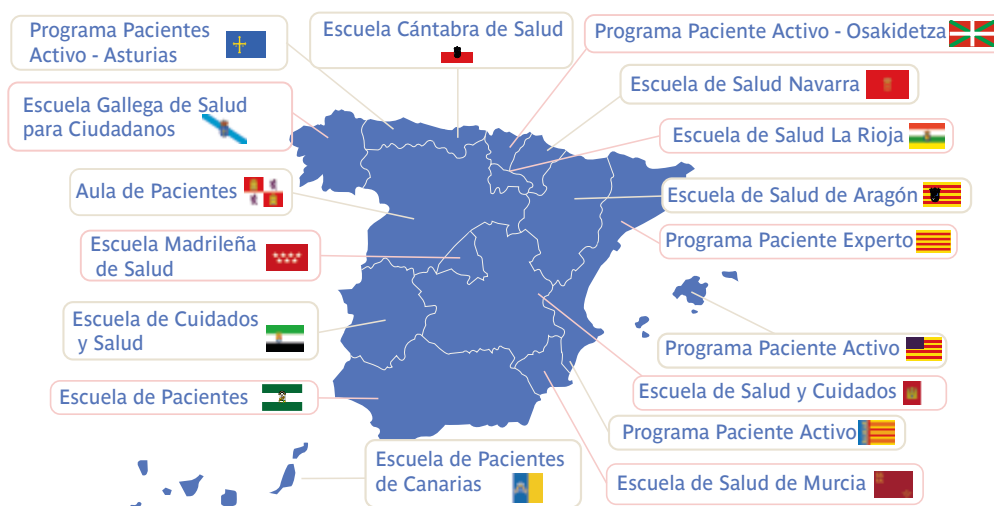 Programa Pacientes
Activo - Asturias
Escuela Cántabra de Salud
Programa Paciente Activo - Osakidetza
Escuela de Salud Navarra
Escuela Gallega de Salud
para Ciudadanos
Escuela de Salud La Rioja
Aula de Pacientes
Escuela de Salud de Aragón
Escuela Madrileña
de Salud
Programa Paciente Experto
Escuela de Cuidados
y Salud
Programa Paciente Activo
Escuela de Pacientes
Escuela de Salud y Cuidados
Programa Paciente Activo
Escuela de Pacientes
de Canarias
Escuela de Salud de Murcia